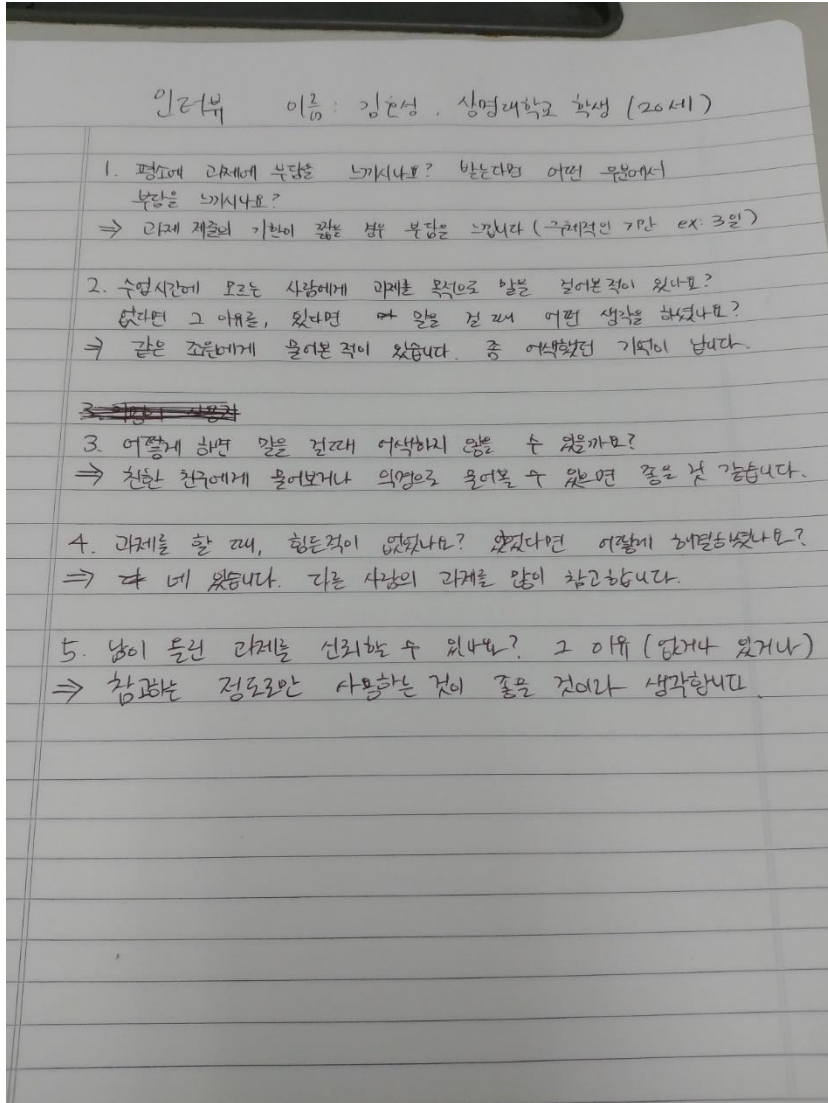 인터뷰 이름: 김현성. 상명대학교 학생 (20세)
1. 평소에 과제에 부담을 느끼시나요? 받는다면 어떤 부분에서
부담을 느끼시나요?
⇒ 과제 제출의 기한이 짧을 경우 부담을 느낍니다 (구체적인 기간 ex: 3일)
2. 수업시간에 모르는 사람에게 과제를 목적으로 말을 걸어본적이 있나요?
없다면 그 이유를, 있다면 말을 걸 때 어떤 생각을 하셨나요?
⇒ 같은 조원에게 물어본 적이 있습니다. 좀 어색했던 기억이 납니다.
3. 어떻게 하면 말을 걸때 어색하지 않을 수 있을까요?
⇒ 친한 친구에게 물어보거나 익명으로 물어볼 수 있으면 좋을 것 같습니다.
4. 과제를 할 때, 힘든적이 없었나요? 있었다면 어떻게 해결하셨나요?
⇒ 네 있습니다. 다른 사람의 과제를 많이 참고합니다.
5. 남이 올린 과제를 신뢰할 수 있나요? 그 이유 (없거나 있거나)
⇒ 참고하는 정도로만 사용하는 것이 좋을 것이라 생각합니다.